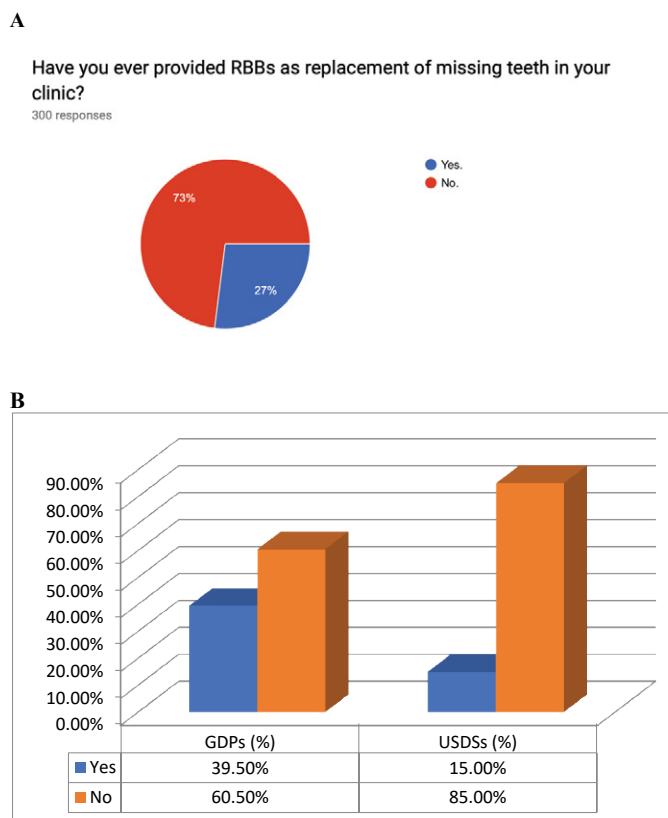 A
Have you ever provided RBBs as replacement of missing teeth in your
clinic?
300 responses
Yes.
No.
73%
27%
B
90.00%
80.00%
70.00%
60.00%
50.00%
40.00%
30.00%
20.00%
10.00%
0.00%
GDPs (%) USDSs (%)
Yes 39.50% 15.00%
No 60.50% 85.00%